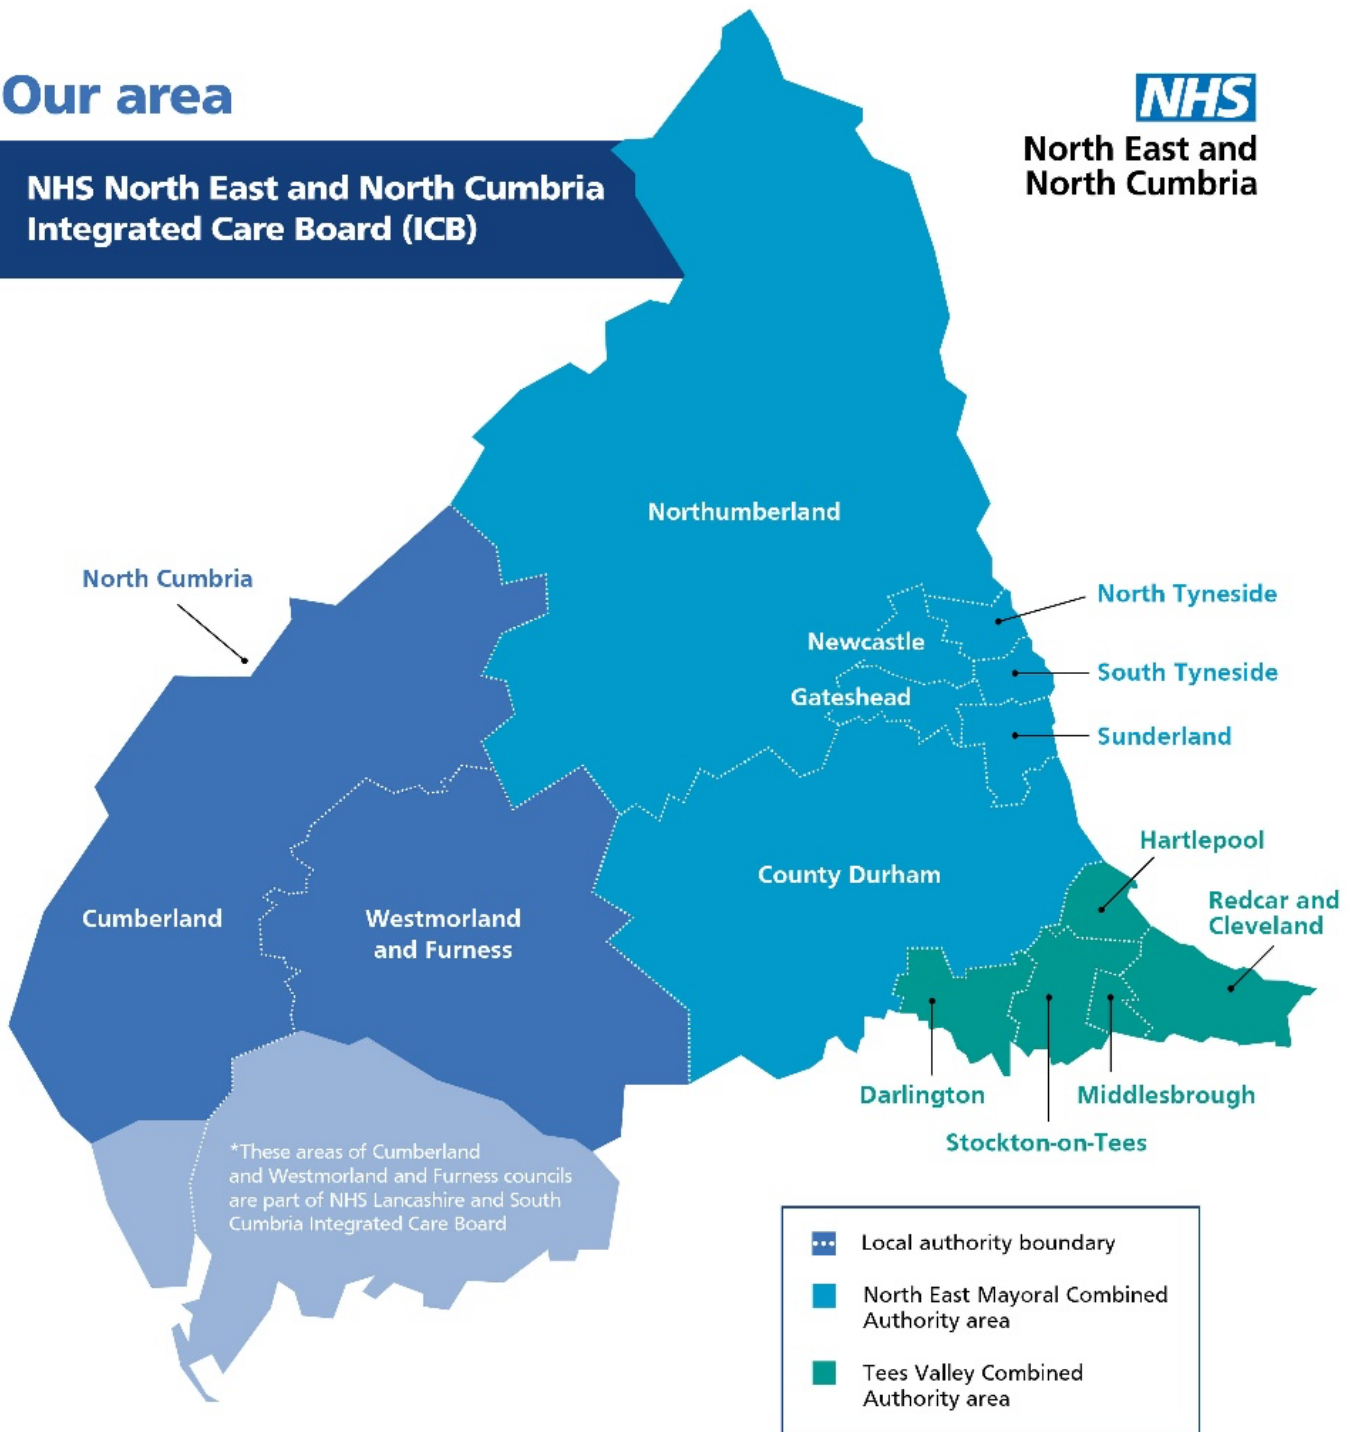 Our area
NHS North East and North Cumbria
Integrated Care Board (ICB)
NHS
North East and
North Cumbria
Northumberland
North Cumbria
North Tyneside
Newcastle
South Tyneside
Gateshead
Sunderland
Hartlepool
County Durham
Redcar and
Cleveland
Cumberland
Westmorland
and Furness
Darlington
Middlesbrough
Stockton-on-Tees
*These areas of Cumberland
and Westmorland and Furness councils
are part of NHS Lancashire and South
Cumbria Integrated Care Board
Local authority boundary
North East Mayoral Combined
Authority area
Tees Valley Combined
Authority area